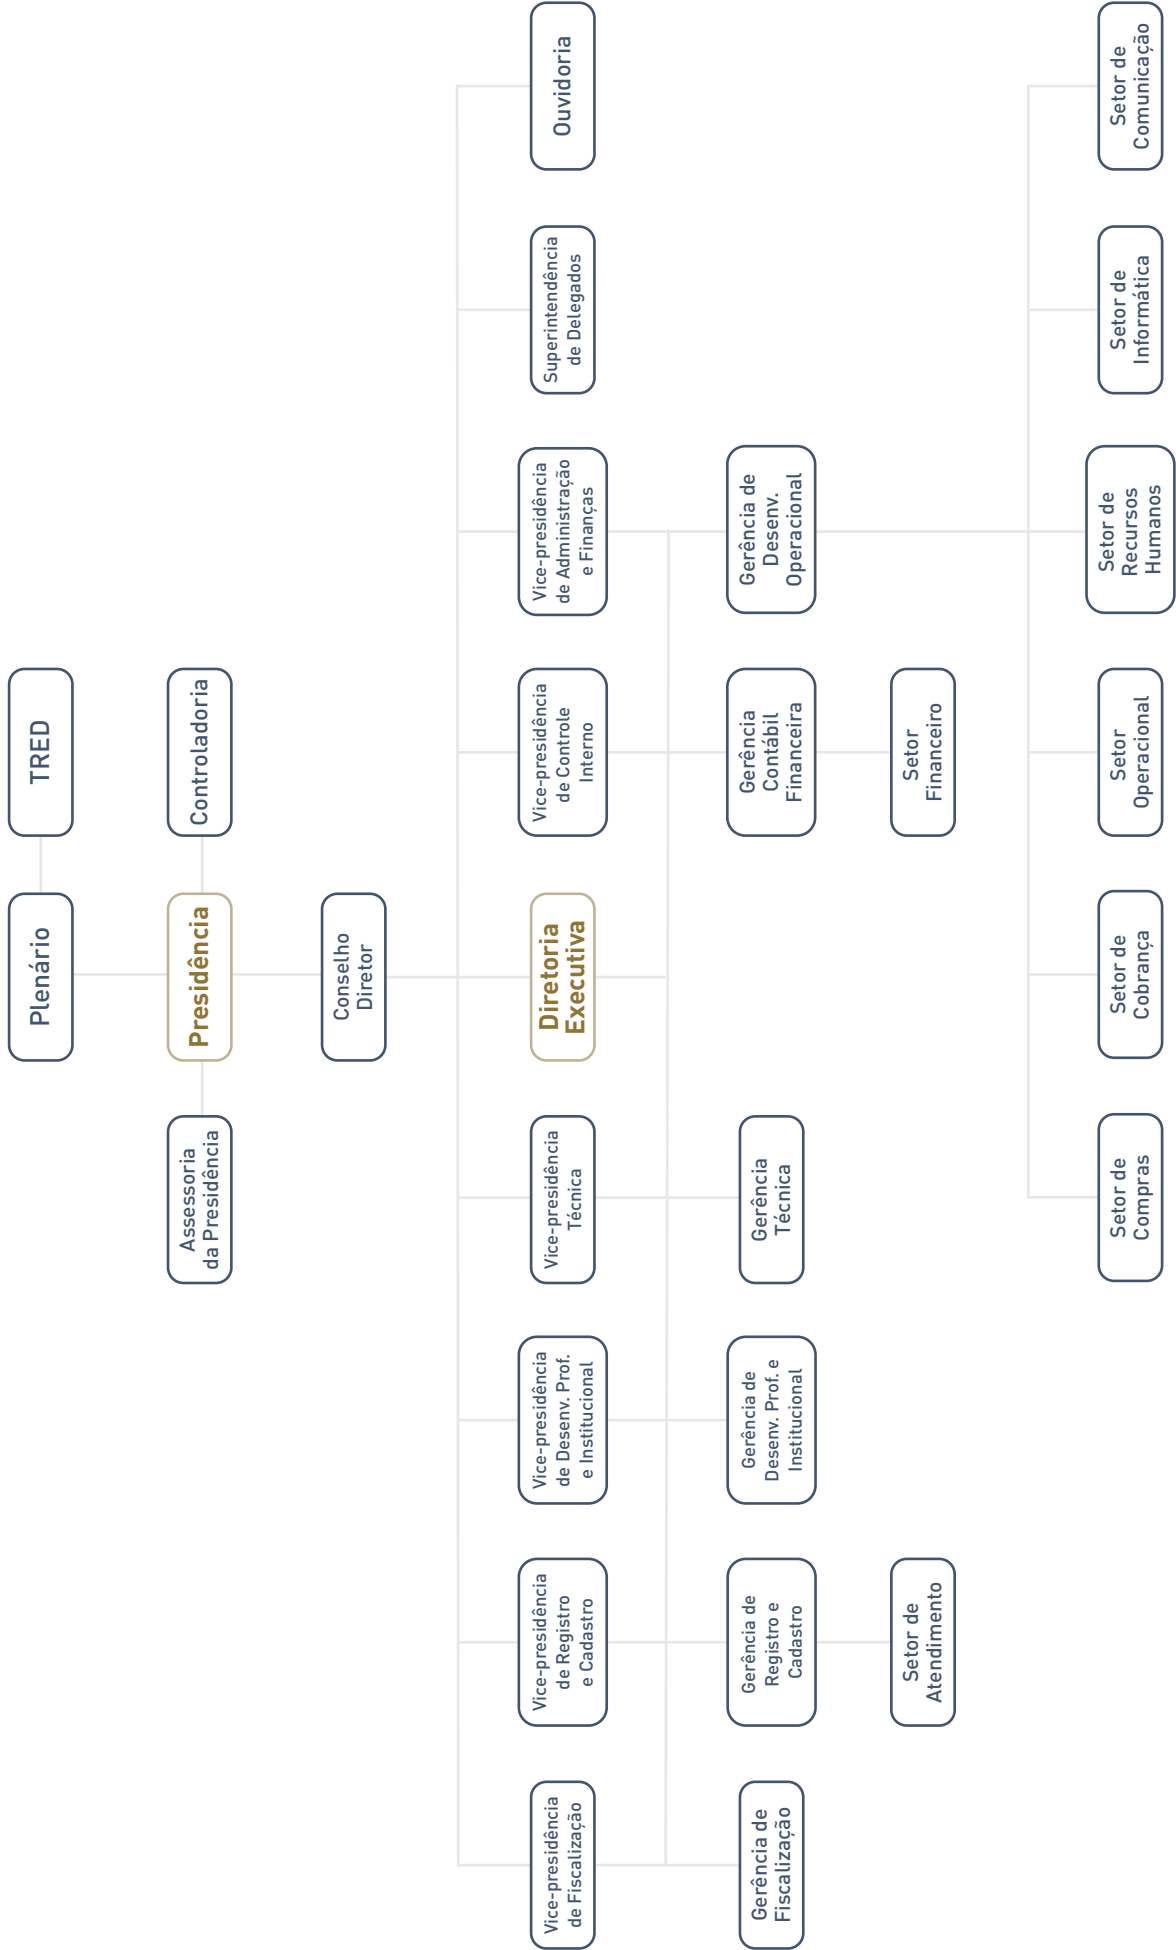 Plenário
TRED
Assessoria
da Presidência
Presidência
Controladoria
Conselho
Diretor
Vice-presidência
de Fiscalização
Vice-presidência
de Registro
e Cadastro
Vice-presidência
de Desenv. Prof.
e Institucional
Vice-presidência
Técnica
Diretoria
Executiva
Vice-presidência
de Controle
Interno
Vice-presidência
de Administração
e Finanças
Superintendência
de Delegados
Ouvidoria
Gerência de
Fiscalização
Gerência de
Registro e
Cadastro
Gerência de
Desenv. Prof. e
Institucional
Gerência
Técnica
Gerência
Contábil
Financeira
Gerência de
Desenv.
Operacional
Setor de
Atendimento
Setor
Financeiro
Setor de
Compras
Setor de
Cobrança
Setor
Operacional
Setor de
Recursos
Humanos
Setor de
Informática
Setor de
Comunicação